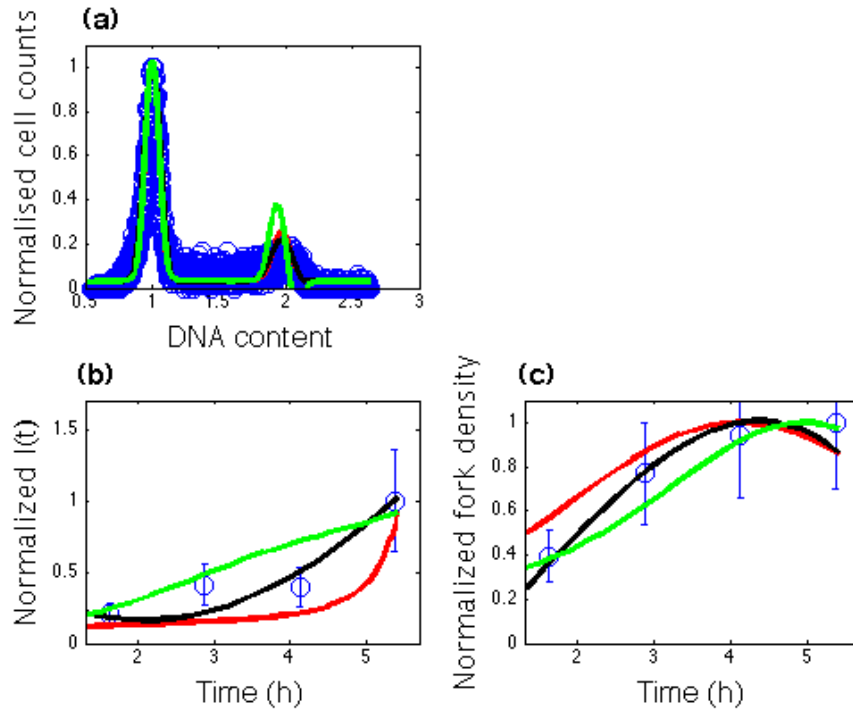 (a)
Normalised cell counts
1
0.8
0.6
0.4
0.2
0
0.5 1 1.5 2 2.5 3
DNA content
(b)
Normalized I(t)
1.5
1
0.5
0
2 3 4 5
Time (h)
(c)
Normalized fork density
1
0.8
0.6
0.4
0.2
0
2 3 4 5
Time (h)